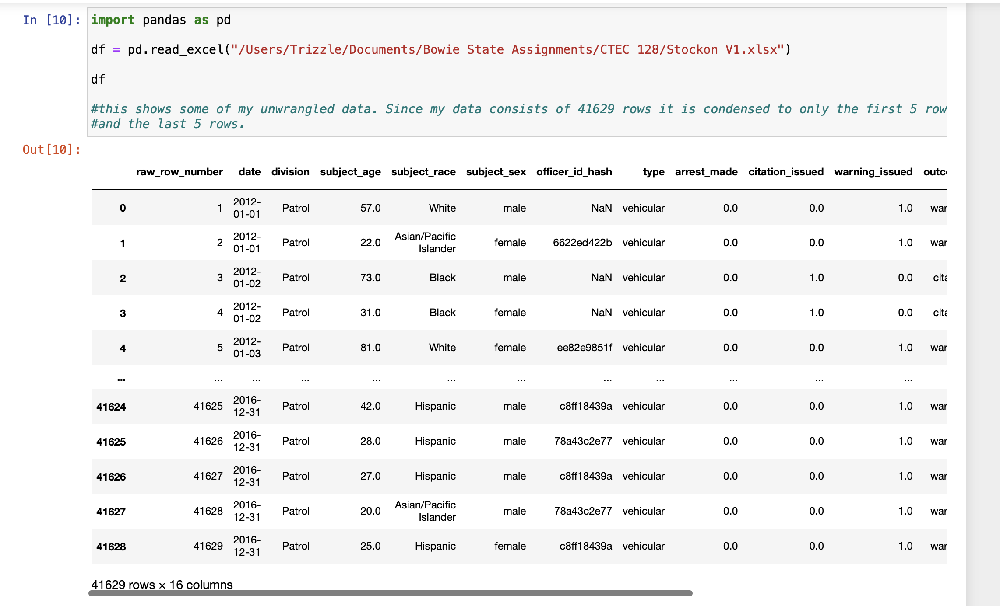 In [10]: import pandas as pd
df = pd.read_excel("/Users/Trizzle/Documents/Bowie State Assignments/CTEC 128/Stockon V1.xlsx")
df
#this shows some of my unwrangled data. Since my data consists of 41629 rows it is condensed to only the first 5 row
#and the last 5 rows.
Out[10]:
raw_row_number date division subject_age subject_race subject_sex officer_id_hash type arrest_made citation_issued warning_issued outc
0 1 2012-01-01 Patrol 57.0 White male NaN vehicular 0.0 0.0 1.0 war
1 2 2012-01-01 Patrol 22.0 Asian/Pacific Islander female 6622ed422b vehicular 0.0 0.0 1.0 war
2 3 2012-01-02 Patrol 73.0 Black male NaN vehicular 0.0 1.0 0.0 cita
3 4 2012-01-02 Patrol 31.0 Black female NaN vehicular 0.0 1.0 0.0 cita
4 5 2012-01-03 Patrol 81.0 White female ee82e9851f vehicular 0.0 0.0 1.0 war
... ... ... ... ... ... ... ... ... ... ... ...
41624 41625 2016-12-31 Patrol 42.0 Hispanic male c8ff18439a vehicular 0.0 0.0 1.0 war
41625 41626 2016-12-31 Patrol 28.0 Hispanic male 78a43c2e77 vehicular 0.0 0.0 1.0 war
41626 41627 2016-12-31 Patrol 27.0 Hispanic male c8ff18439a vehicular 0.0 0.0 1.0 war
41627 41628 2016-12-31 Patrol 20.0 Asian/Pacific Islander male 78a43c2e77 vehicular 0.0 0.0 1.0 war
41628 41629 2016-12-31 Patrol 25.0 Hispanic female c8ff18439a vehicular 0.0 0.0 1.0 war
41629 rows × 16 columns